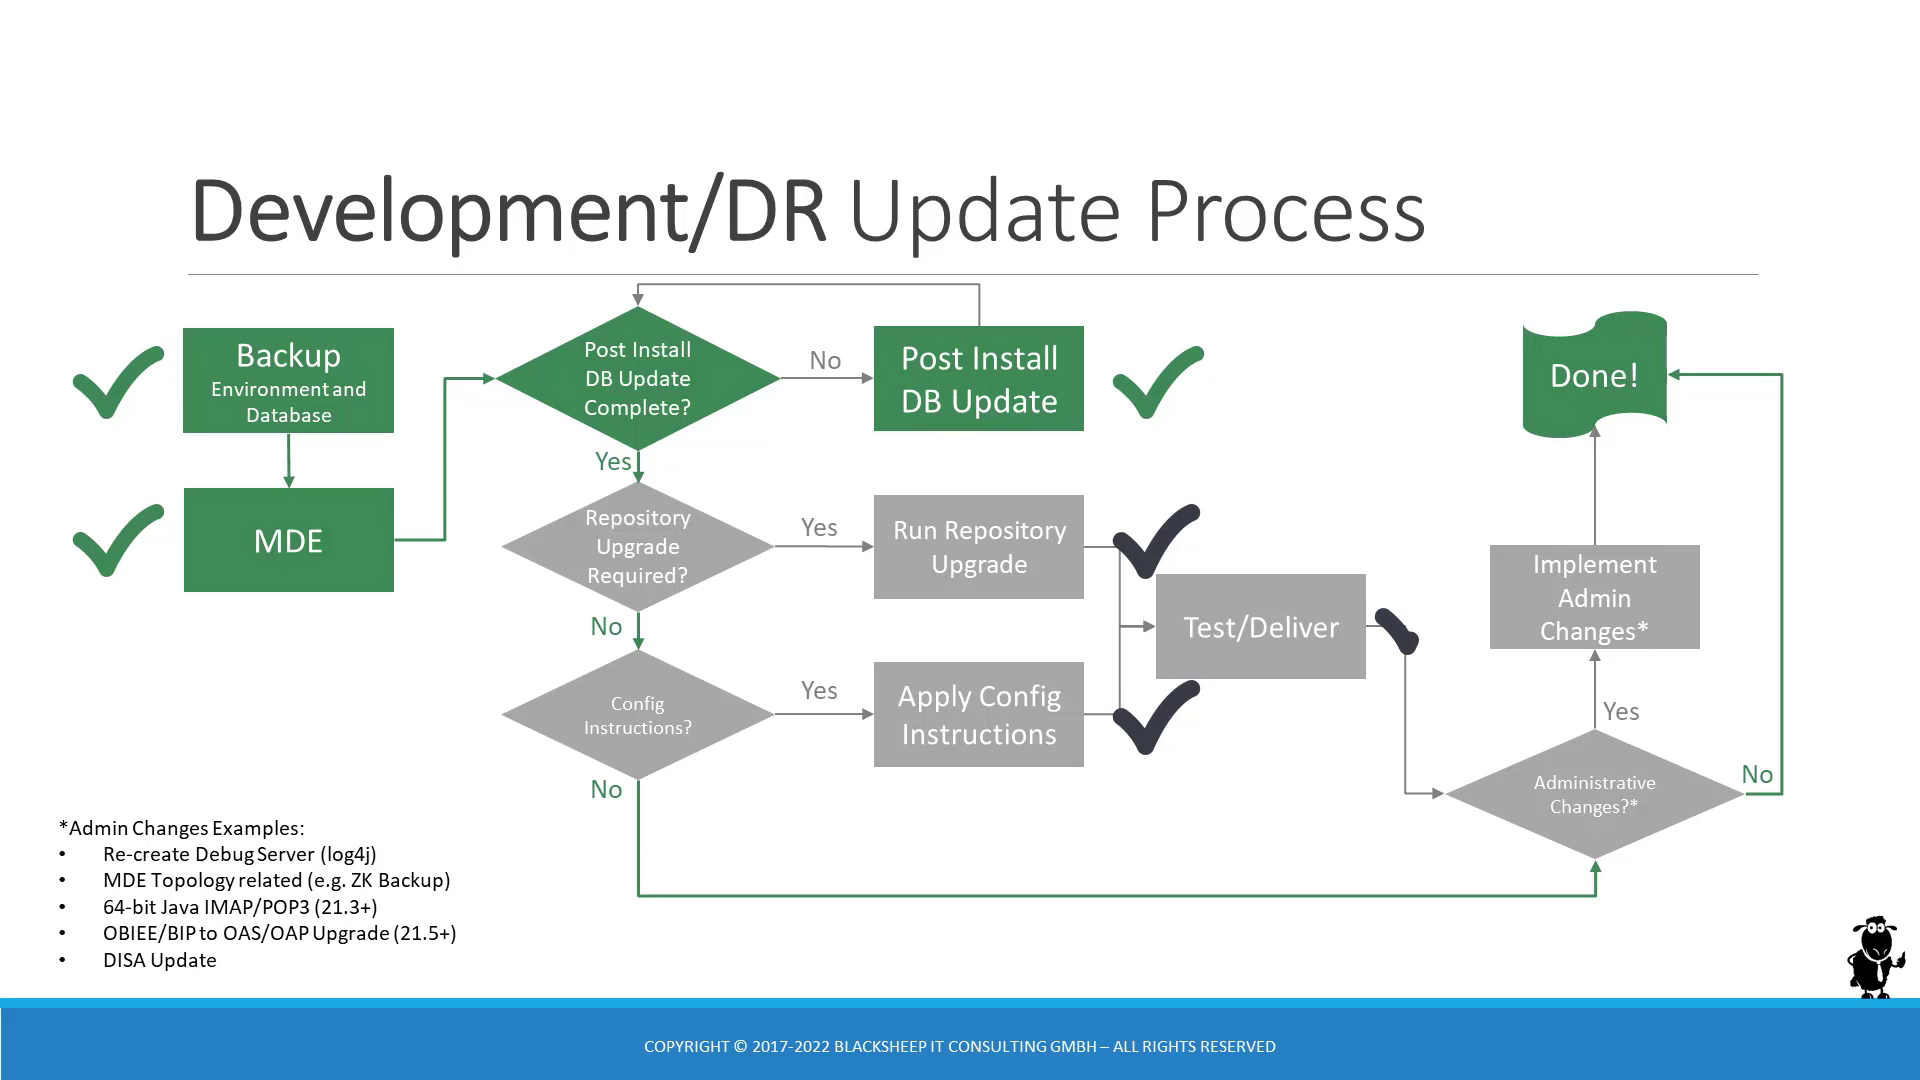 Development/DR Update Process
Backup
Environment and
Database
MDE
Post Install
DB Update
Complete?
No
Post Install
DB Update
Yes
Repository
Upgrade
Required?
Yes
Run Repository
Upgrade
No
Config
Instructions?
Yes
Apply Config
Instructions
No
Test/Deliver
Administrative
Changes?*
Yes
Implement
Admin
Changes*
No
Done!
*Admin Changes Examples:
• Re-create Debug Server (log4j)
• MDE Topology related (e.g. ZK Backup)
• 64-bit Java IMAP/POP3 (21.3+)
• OBIEE/BIP to OAS/OAP Upgrade (21.5+)
• DISA Update
COPYRIGHT © 2017-2022 BLACKSHEEP IT CONSULTING GMBH – ALL RIGHTS RESERVED